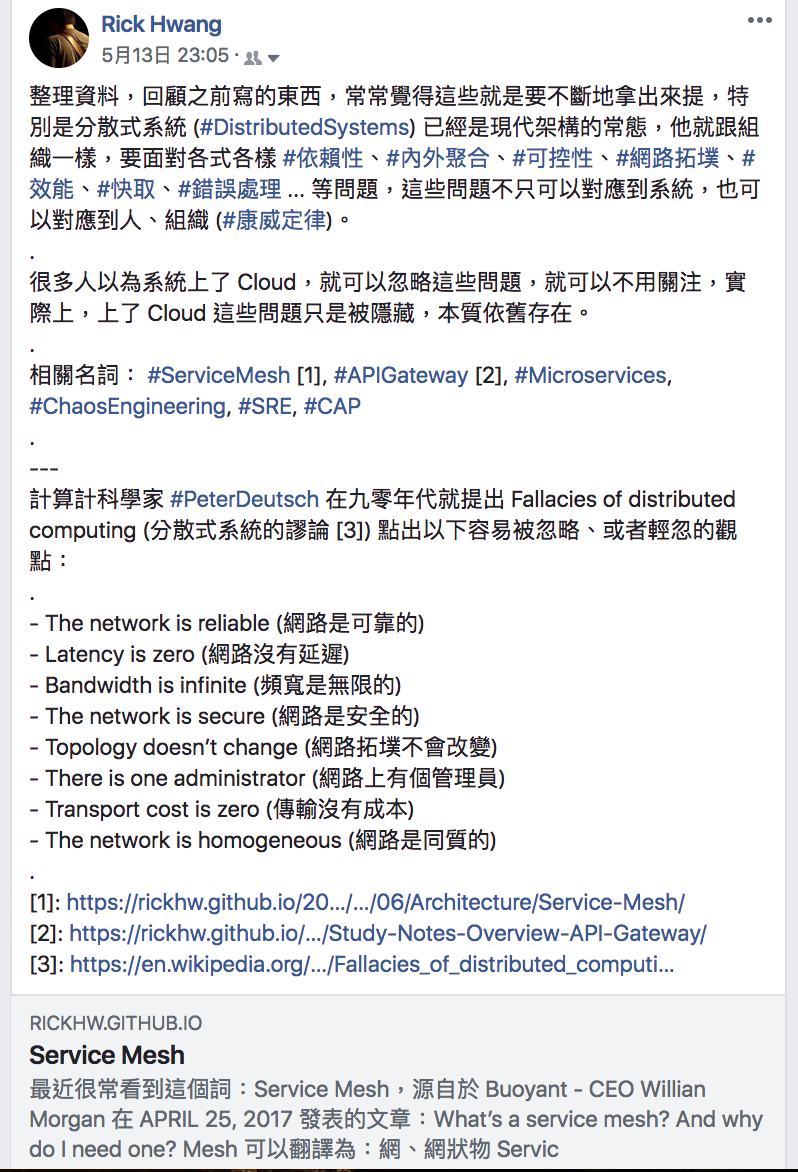 Rick Hwang
5月13日 23:05 ·
整理資料，回顧之前寫的東西，常常覺得這些就是要不斷地拿出來提，特
別是分散式系統 (#DistributedSystems) 已經是現代架構的常態，他就跟組
織一樣，要面對各式各樣 #依賴性、#內外聚合、#可控性、#網路拓墣、#
效能、#快取、#錯誤處理 ... 等問題，這些問題不只可以對應到系統，也可
以對應到人、組織 (#康威定律)。
.
很多人以為系統上了 Cloud，就可以忽略這些問題，就可以不用關注，實
際上，上了 Cloud 這些問題只是被隱藏，本質依舊存在。
.
相關名詞： #ServiceMesh [1], #APIGateway [2], #Microservices,
#ChaosEngineering, #SRE, #CAP
.
---
計算計科學家 #PeterDeutsch 在九零年代就提出 Fallacies of distributed
computing (分散式系統的謬論 [3]) 點出以下容易被忽略、或者輕忽的觀
點：
.
- The network is reliable (網路是可靠的)
- Latency is zero (網路沒有延遲)
- Bandwidth is infinite (頻寬是無限的)
- The network is secure (網路是安全的)
- Topology doesn’t change (網路拓墣不會改變)
- There is one administrator (網路上有個管理員)
- Transport cost is zero (傳輸沒有成本)
- The network is homogeneous (網路是同質的)
.
[1]: https://rickhw.github.io/20.../.../06/Architecture/Service-Mesh/
[2]: https://rickhw.github.io/.../Study-Notes-Overview-API-Gateway/
[3]: https://en.wikipedia.org/.../Fallacies_of_distributed_computi...
RICKHW.GITHUB.IO
Service Mesh
最近很常看到這個詞：Service Mesh，源自於 Buoyant - CEO Willian
Morgan 在 APRIL 25, 2017 發表的文章：What’s a service mesh? And why
do I need one? Mesh 可以翻譯為：網、網狀物 Servic